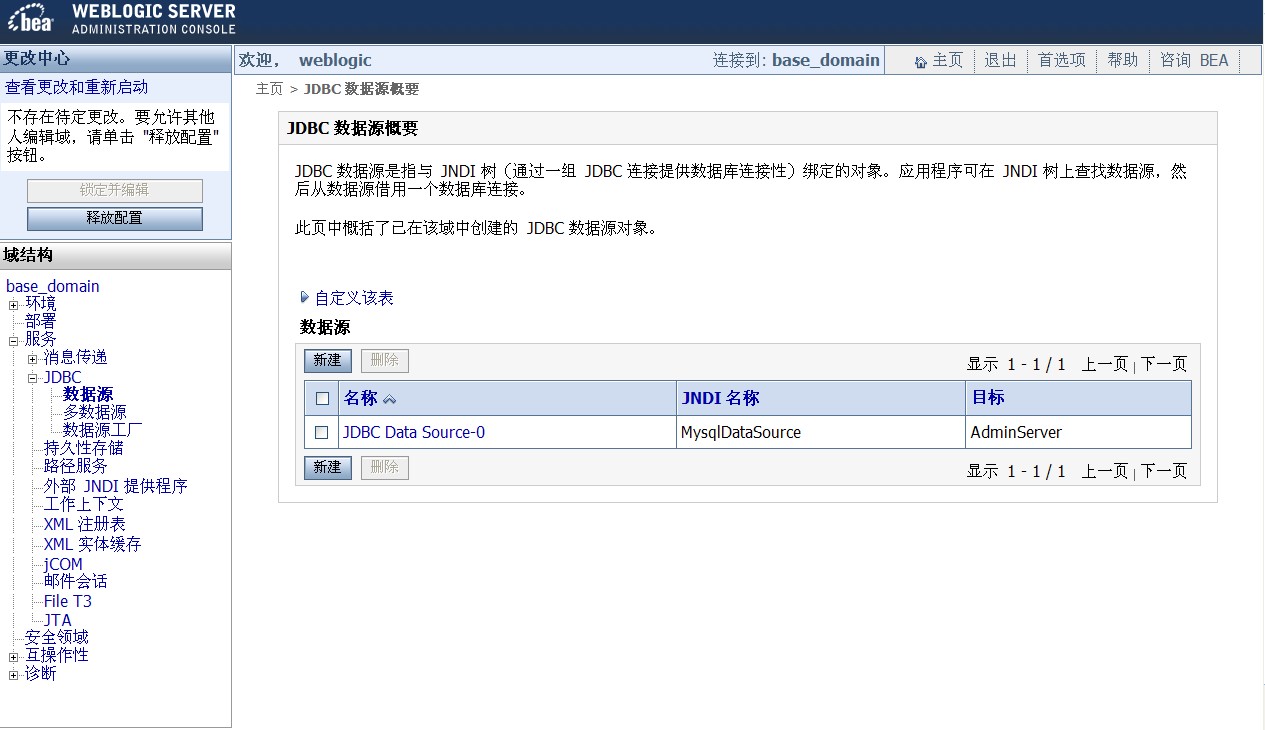 bea
WEBLOGIC SERVER
ADMINISTRATION CONSOLE
更改中心
查看更改和重新启动
不存在待定更改。要允许其他
人编辑域，请单击 "释放配置"
按钮。
锁定并编辑
释放配置
域结构
base_domain
环境
部署
服务
消息传递
JDBC
数据源
多数据源
数据源工厂
持久性存储
路径服务
外部 JNDI 提供程序
工作上下文
XML 注册表
XML 实体缓存
jCOM
邮件会话
File T3
JTA
安全领域
互操作性
诊断
欢迎， weblogic
连接到: base_domain
主页 退出 首选项 帮助 咨询 BEA
主页 > JDBC 数据源概要
JDBC 数据源概要
JDBC 数据源是指与 JNDI 树（通过一组 JDBC 连接提供数据库连接性）绑定的对象。应用程序可在 JNDI 树上查找数据源，然
后从数据源借用一个数据库连接。
此页中概括了已在该域中创建的 JDBC 数据源对象。
自定义该表
数据源
新建 删除 显示 1 - 1 / 1 上一页 | 下一页
名称 JNDI 名称 目标
JDBC Data Source-0 MysqlDataSource AdminServer
新建 删除 显示 1 - 1 / 1 上一页 | 下一页